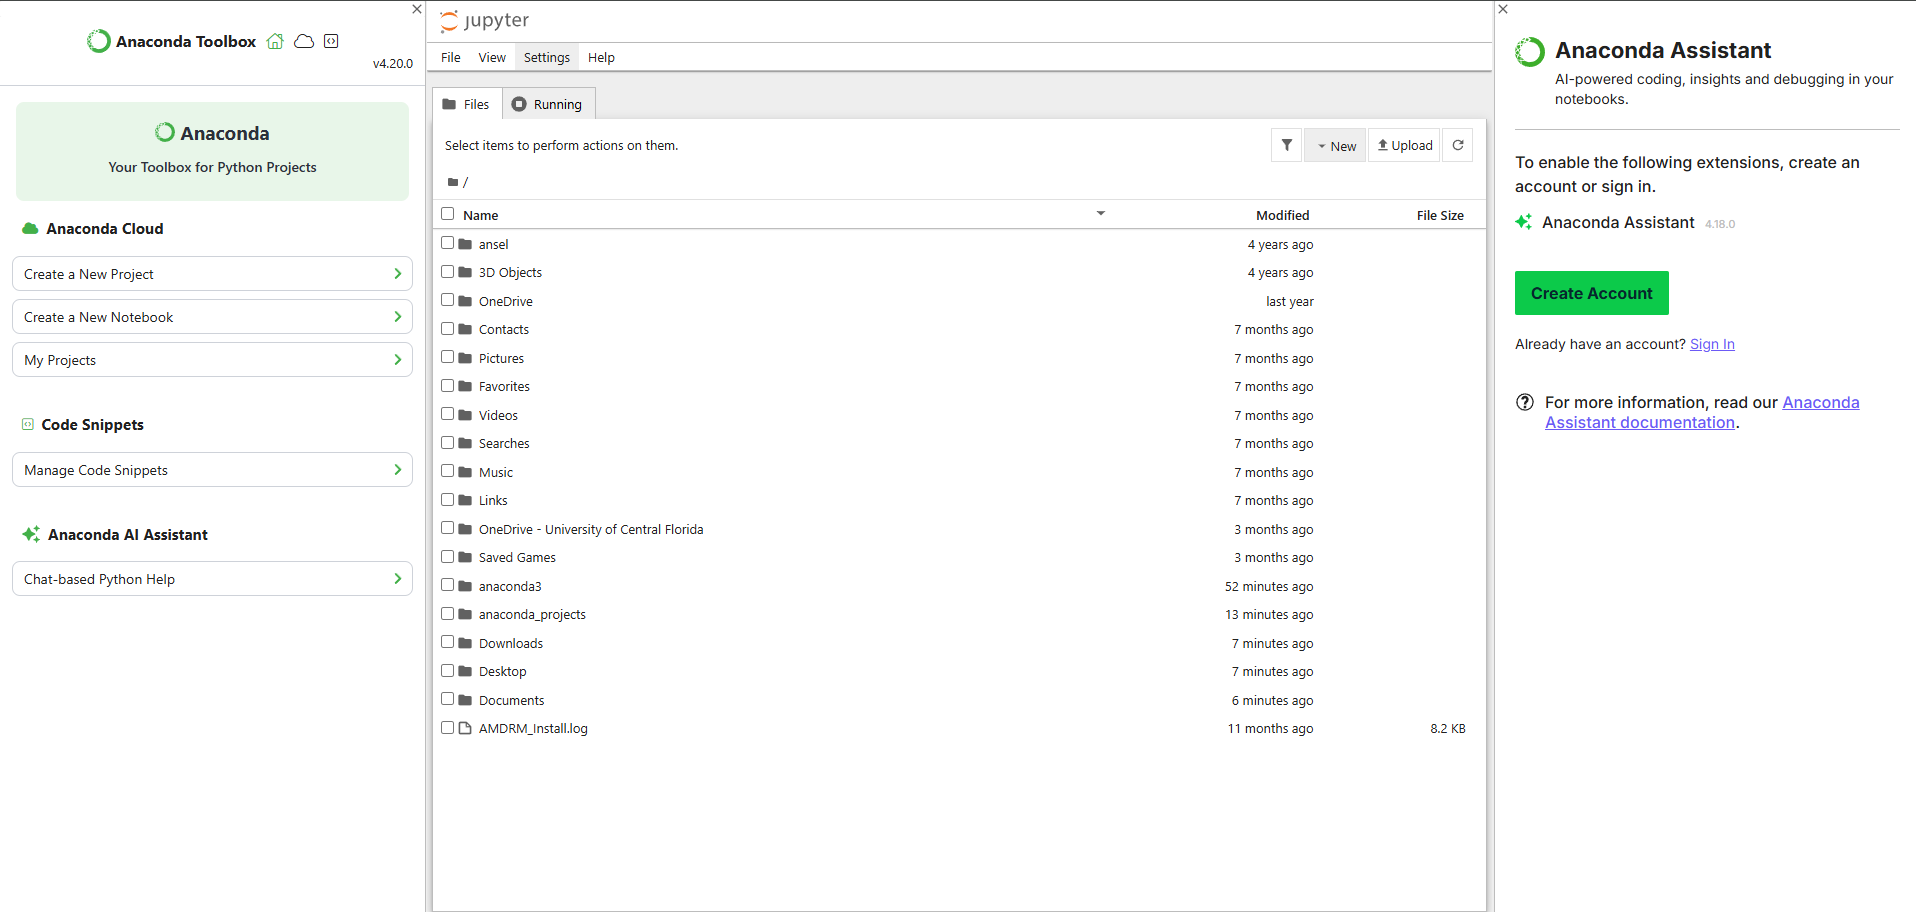 Anaconda Toolbox
v4.20.0
Anaconda
Your Toolbox for Python Projects
Anaconda Cloud
Create a New Project
Create a New Notebook
My Projects
Code Snippets
Manage Code Snippets
Anaconda AI Assistant
Chat-based Python Help
jupyter
File View Settings Help
Files Running
Select items to perform actions on them.
New Upload
/
Name Modified File Size
ansel 4 years ago
3D Objects 4 years ago
OneDrive last year
Contacts 7 months ago
Pictures 7 months ago
Favorites 7 months ago
Videos 7 months ago
Searches 7 months ago
Music 7 months ago
Links 7 months ago
OneDrive - University of Central Florida 3 months ago
Saved Games 3 months ago
anaconda3 52 minutes ago
anaconda_projects 13 minutes ago
Downloads 7 minutes ago
Desktop 7 minutes ago
Documents 6 minutes ago
AMDRM_Install.log 11 months ago 8.2 KB
Anaconda Assistant
AI-powered coding, insights and debugging in your
notebooks.
To enable the following extensions, create an
account or sign in.
Anaconda Assistant 4.18.0
Create Account
Already have an account? Sign In
For more information, read our Anaconda
Assistant documentation.